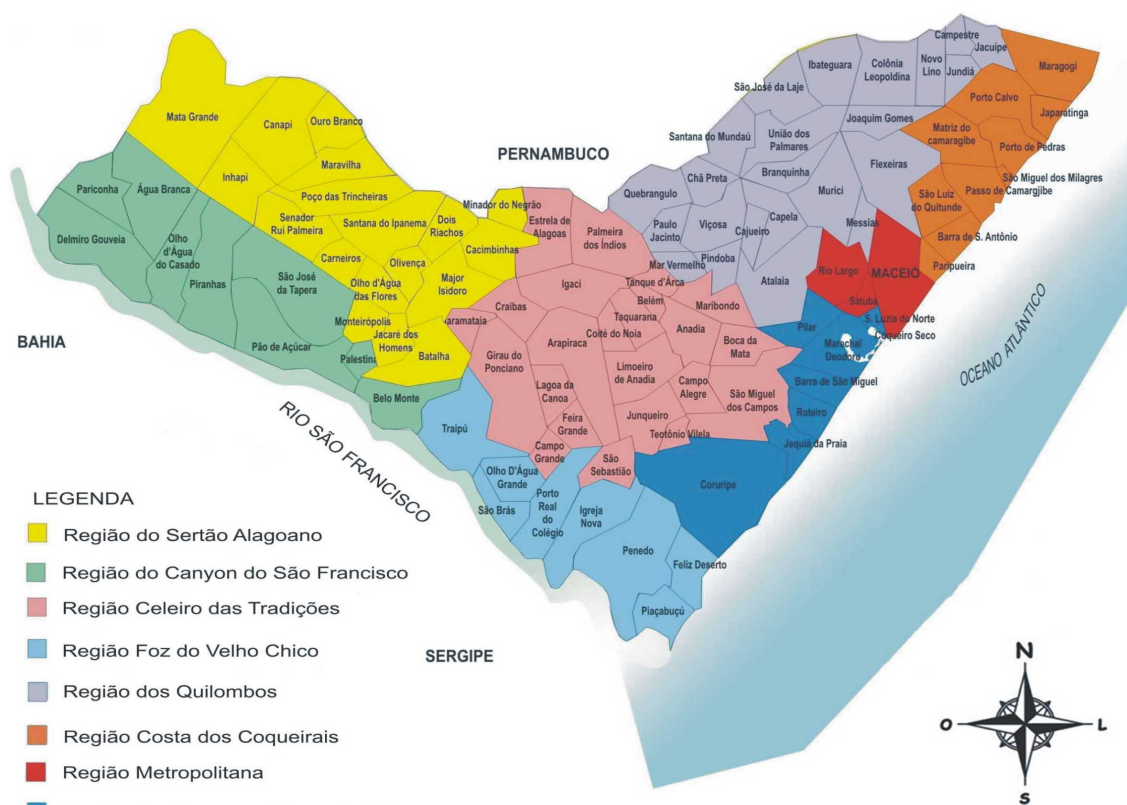 Campestre
Jacuípe
Ibateguara
Colônia
Leopoldina
Novo
Lino
Jundiá
Maragogi
São José da Laje
Porto Calvo
Japaratinga
Mata Grande
Canapi
Ouro Branco
Joaquim Gomes
Matriz do
camaragibe
Santana do Mundaú
União dos
Palmares
Porto de Pedras
PERNAMBUCO
Maravilha
Flexeiras
Branquinha
São Miguel dos Milagres
Passo de Camargjibe
Pariconha
Água Branca
Inhapi
Poço das Trincheiras
Minador do Negrão
Quebrangulo
Chã Preta
Murici
São Luiz
do Quitunde
Senador
Rui Palmeira
Santana do Ipanema
Dois
Riachos
Estrela de
Alagoas
Palmeira
dos Índios
Paulo
Jacinto
Viçosa
Cajueiro
Capela
Messias
Barra de S. Antônio
Delmiro Gouveia
Olho
d'Água
do Casado
Carneiros
Olivença
Cacimbinhas
Mar Vermelho
Pindoba
Paripueira
Piranhas
São José
da Tapera
Olho d'Água
das Flores
Major
Isidoro
Igaci
Tanque d'Arca
Atalaia
Rio Largo
MACEIÓ
Craibas
Belém
Taquarana
Maribondo
Satuba
Monteirópolis
Jacaré dos
Homens
aramataia
Arapiraca
Coité do Noia
Anadia
Pilar
S. Luzia do Norte
Coqueiro Seco
BAHIA
Pão de Açúcar
Palestina
Batalha
Girau do
Ponciano
Limoeiro
de Anadia
Boca da
Mata
Marechal
Deodoro
OCEANO ATLÂNTICO
Belo Monte
Lagoa da
Canoa
Campo
Alegre
São Miguel
dos Campos
Barra de São Miguel
RIO SÃO FRANCISCO
Traipú
Feira
Grande
Junqueiro
Teotônio Vilela
Roteiro
Jequiá da Praia
Campo
Grande
São
Sebastião
Olho D'Água
Grande
Coruripe
São Brás
Porto
Real
do
Colégio
Igreja
Nova
Penedo
Feliz Deserto
Piaçabuçú
SERGIPE
LEGENDA
Região do Sertão Alagoano
Região do Canyon do São Francisco
Região Celeiro das Tradições
Região Foz do Velho Chico
Região dos Quilombos
Região Costa dos Coqueirais
Região Metropolitana
N
O
L
S